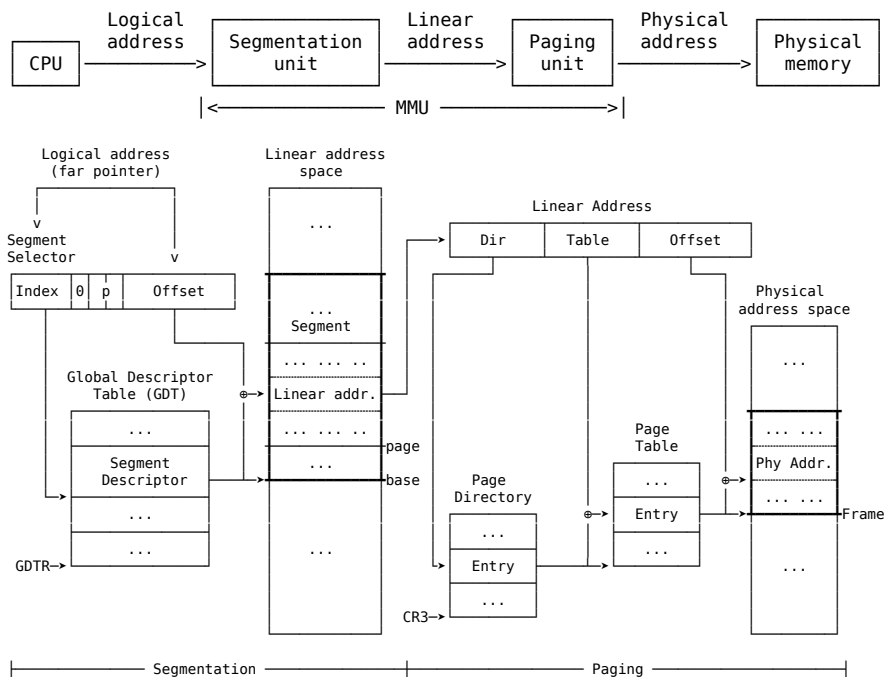 Logical address
Linear address
Physical address
CPU
Segmentation unit
Paging unit
Physical memory
MMU
Logical address
(far pointer)
Linear address
space
...
Linear Address
Dir Table Offset
Segment
Selector
Index 0 p Offset
...
Segment
Physical
address space
...
... ... ..
Global Descriptor
Table (GDT)
Linear addr.
... ... ..
page
...
base
...
Segment
Descriptor
...
...
GDTR
...
Page
Directory
...
Entry
...
CR3
Page
Table
...
Entry
...
... ...
Phy Addr.
... ...
Frame
...
Segmentation
Paging